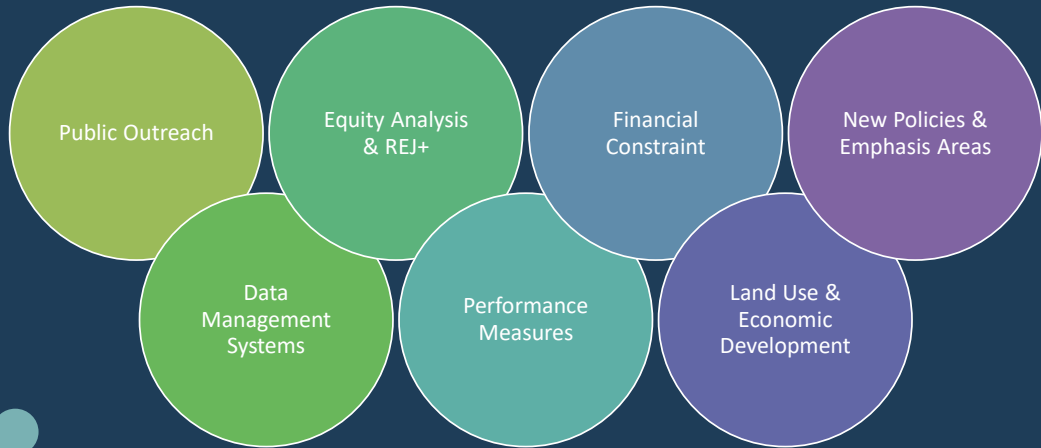 Public Outreach
Equity Analysis
& REJ+
Financial
Constraint
New Policies &
Emphasis Areas
Data
Management
Systems
Performance
Measures
Land Use &
Economic
Development